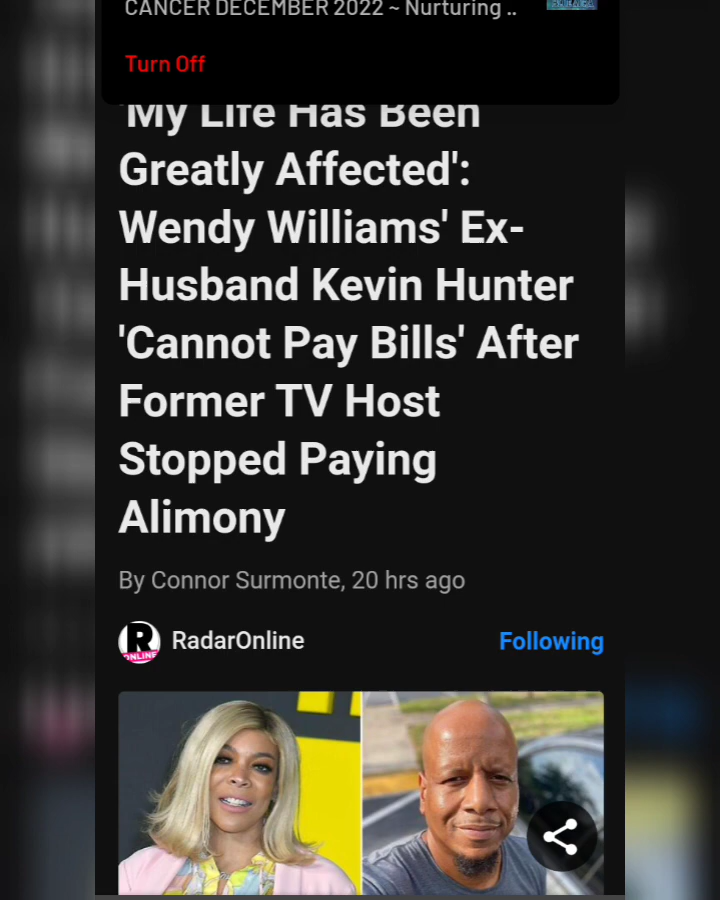 CANCER DECEMBER 2022 ~ Nurturing ..
Turn Off
'My Life Has Been
Greatly Affected':
Wendy Williams' Ex-
Husband Kevin Hunter
'Cannot Pay Bills' After
Former TV Host
Stopped Paying
Alimony
By Connor Surmonte, 20 hrs ago
R
ONLINE
RadarOnline
Following